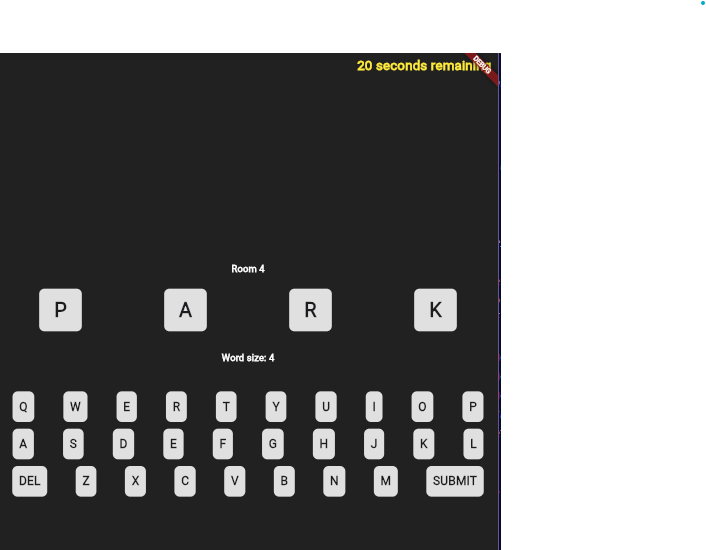 20 seconds remaining
DEBUG
Room 4
P A R K
Word size: 4
Q W E R T Y U I O P
A S D E F G H J K L
DEL Z X C V B N M SUBMIT